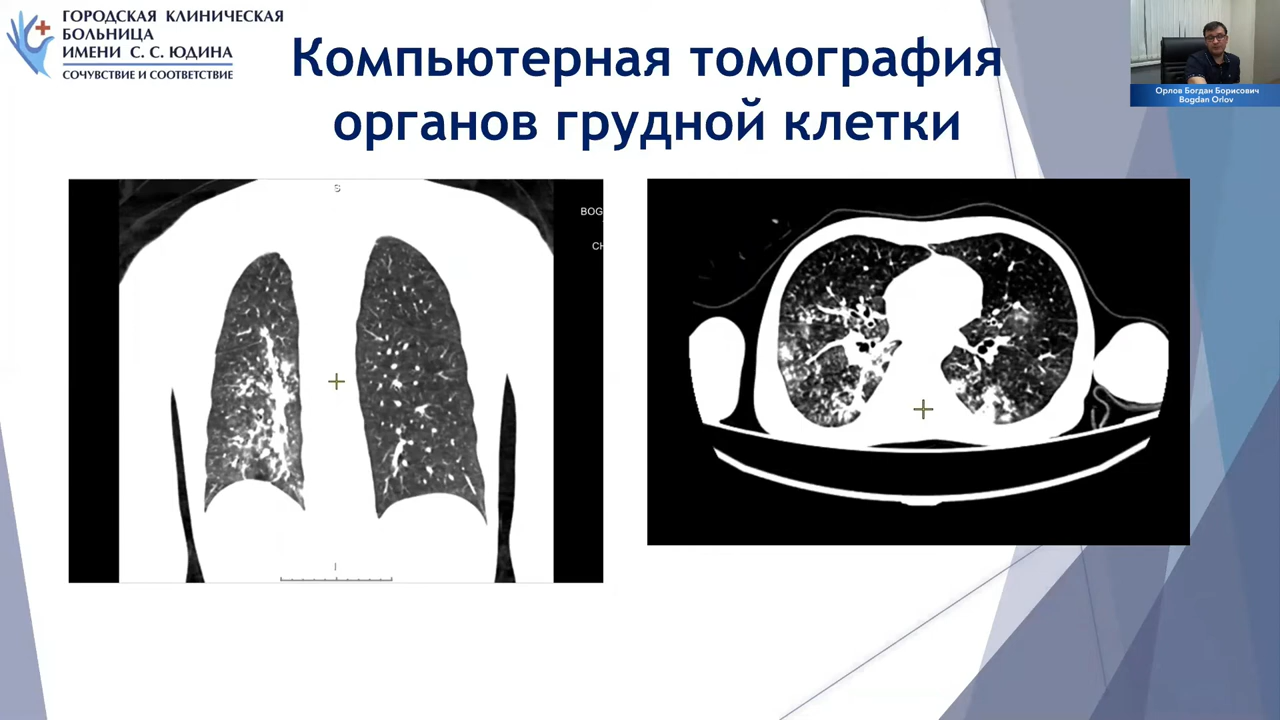 ГОРОДСКАЯ КЛИНИЧЕСКАЯ
БОЛЬНИЦА
ИМЕНИ С. С. ЮДИНА
СОЧУВСТВИЕ И СООТВЕТСТВИЕ
Компьютерная томография
органов грудной клетки
Орлов Богдан Борисович
Bogdan Orlov
S
BOG
CH
I